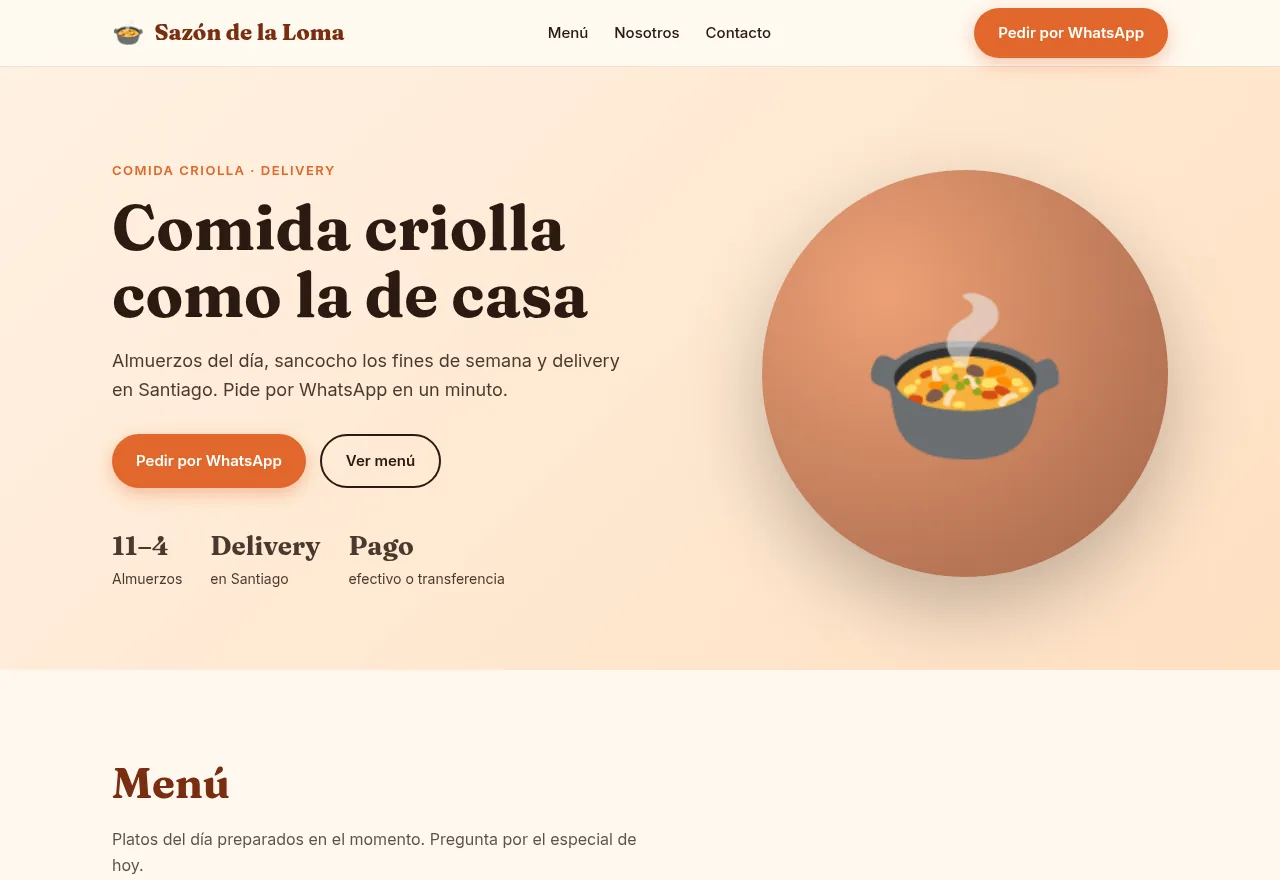 Sazón de la Loma
Menú
Nosotros
Contacto
Pedir por WhatsApp
COMIDA CRIOLLA · DELIVERY
Comida criolla
como la de casa
Almuerzos del día, sancocho los fines de semana y delivery
en Santiago. Pide por WhatsApp en un minuto.
Pedir por WhatsApp
Ver menú
11–4
Almuerzos
Delivery
en Santiago
Pago
efectivo o transferencia
Menú
Platos del día preparados en el momento. Pregunta por el especial de
hoy.